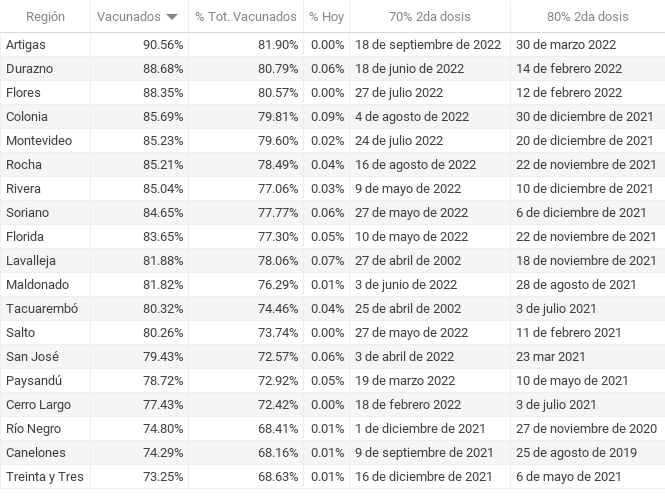 Región Vacunados % Tot. Vacunados % Hoy 70% 2da dosis 80% 2da dosis
Artigas 90.56% 81.90% 0.00% 18 de septiembre de 2022 30 de marzo 2022
Durazno 88.68% 80.79% 0.06% 18 de junio de 2022 14 de febrero 2022
Flores 88.35% 80.57% 0.00% 27 de julio 2022 12 de febrero 2022
Colonia 85.69% 79.81% 0.09% 4 de agosto de 2022 30 de diciembre de 2021
Montevideo 85.23% 79.60% 0.02% 24 de julio 2022 20 de diciembre de 2021
Rocha 85.21% 78.49% 0.04% 16 de agosto de 2022 22 de noviembre de 2021
Rivera 85.04% 77.06% 0.03% 9 de mayo de 2022 10 de diciembre de 2021
Soriano 84.65% 77.77% 0.06% 27 de mayo de 2022 6 de diciembre de 2021
Florida 83.65% 77.30% 0.05% 10 de mayo de 2022 22 de noviembre de 2021
Lavalleja 81.88% 78.06% 0.07% 27 de abril de 2002 18 de noviembre de 2021
Maldonado 81.82% 76.29% 0.01% 3 de junio de 2022 28 de agosto de 2021
Tacuarembó 80.32% 74.46% 0.04% 25 de abril de 2002 3 de julio 2021
Salto 80.26% 73.74% 0.00% 27 de mayo de 2022 11 de febrero 2021
San José 79.43% 72.57% 0.06% 3 de abril de 2022 23 mar 2021
Paysandú 78.72% 72.92% 0.05% 19 de marzo 2022 10 de mayo de 2021
Cerro Largo 77.43% 72.42% 0.00% 18 de febrero 2022 3 de julio 2021
Río Negro 74.80% 68.41% 0.01% 1 de diciembre de 2021 27 de noviembre de 2020
Canelones 74.29% 68.16% 0.01% 9 de septiembre de 2021 25 de agosto de 2019
Treinta y Tres 73.25% 68.63% 0.01% 16 de diciembre de 2021 6 de mayo de 2021